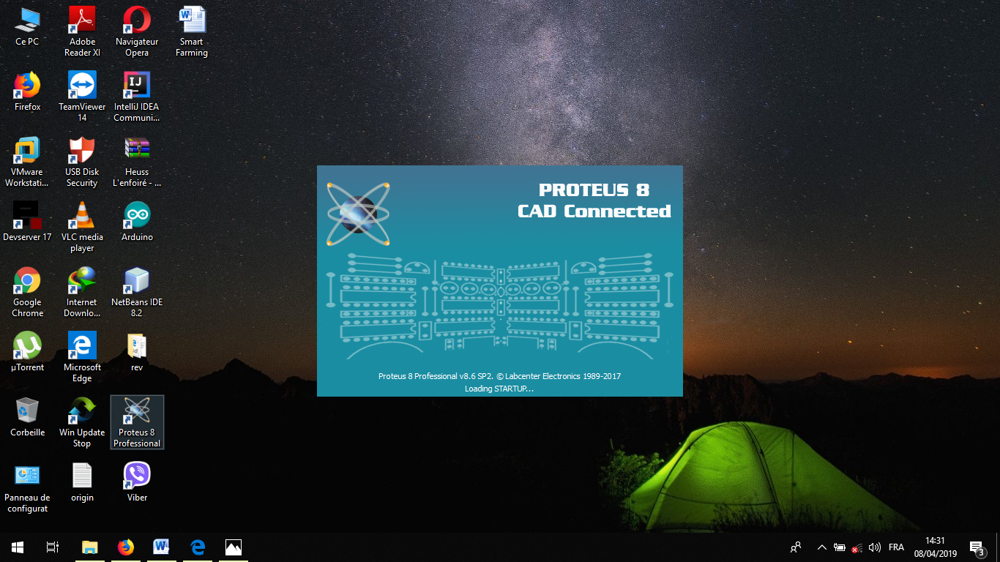 Ce PC
Adobe
Reader XI
Navigateur
Opera
Smart
Farming
Firefox
TeamViewer
14
IJ
IntelliJ IDEA
Communi...
VMware
Workstati...
USB Disk
Security
Heuss
L'enfoiré - ...
Devserver 17
VLC media
player
Arduino
Google
Chrome
Internet
Downlo...
NetBeans IDE
8.2
µTorrent
Microsoft
Edge
rev
Corbeille
Win Update
Stop
Proteus 8
Professional
Panneau de
configurat
origin
Viber
PROTEUS 8
CAD Connected
Proteus 8 Professional v8.6 SP2. © Labcenter Electronics 1989-2017
Loading STARTUP...
FRA
14:31
08/04/2019
3